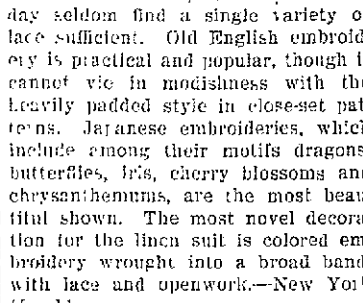 day seldom find a single variety o
lace sufficient. Old English embroid
ery is practical and popular, though i
cannot vie in modishness with the
heavily padded style in close-set pat
terns. Japanese embroideries, which
include among their motifs dragons
butterflies, iris, cherry blossoms an
chrysanthemums, are the most beau
tiful shown. The most novel decora
tion for the linen suit is colored em
broidery wrought into a broad band
with lace and openwork.—New York